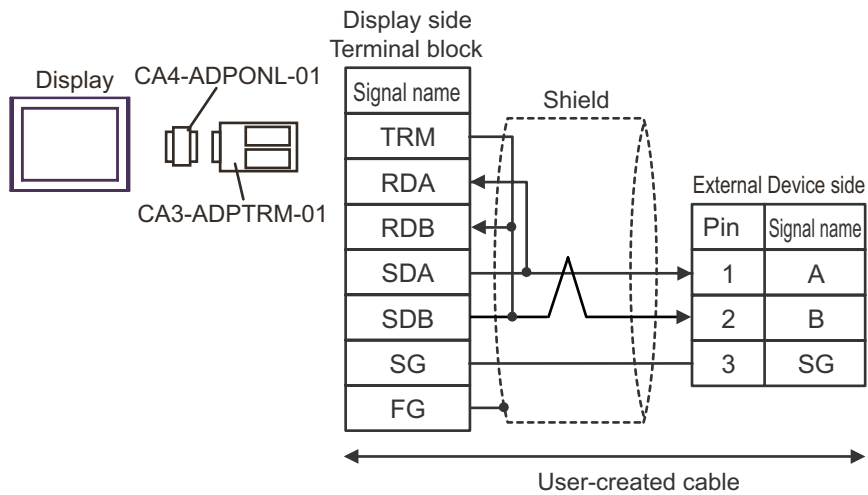 Display side
Terminal block
Display
CA4-ADPONL-01
CA3-ADPTRM-01
Signal name
TRM
RDA
RDB
SDA
SDB
SG
FG
Shield
External Device side
Pin Signal name
1 A
2 B
3 SG
User-created cable